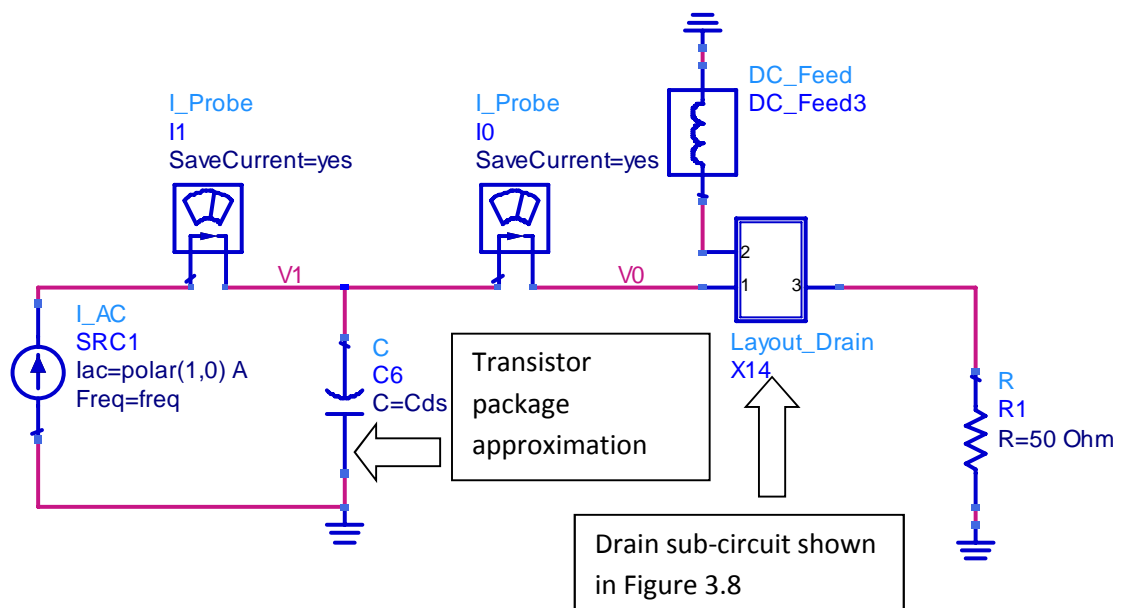 DC_Feed
DC_Feed3
I_Probe
I1
SaveCurrent=yes
I_Probe
I0
SaveCurrent=yes
V1
V0
2
1
3
I_AC
SRC1
Iac=polar(1,0) A
Freq=freq
C
C6
C=Cds
Transistor
package
approximation
Layout_Drain
X14
R
R1
R=50 Ohm
Drain sub-circuit shown
in Figure 3.8